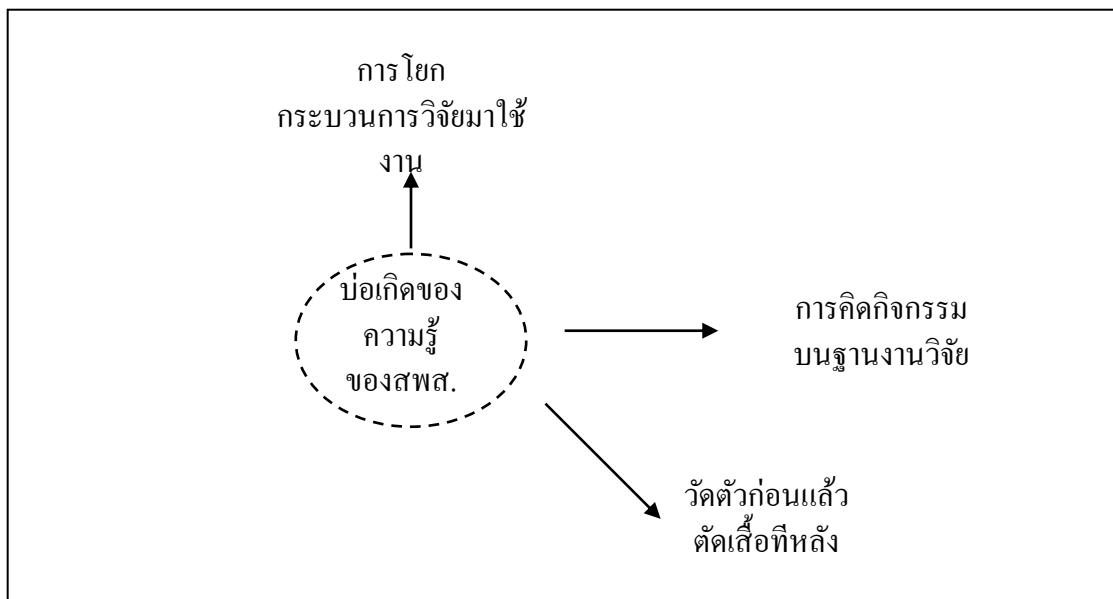 การโยก
กระบวนการวิจัยมาใช้
งาน
บ่อเกิดของ
ความรู้
ของสพส.
การคิดกิจกรรม
บนฐานงานวิจัย
วัดตัวก่อนแล้ว
ตัดเสื้อทีหลัง